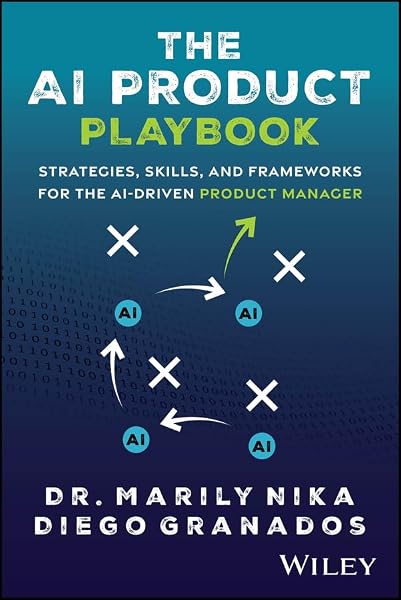 THE
AI PRODUCT
PLAYBOOK
STRATEGIES, SKILLS, AND FRAMEWORKS
FOR THE AI-DRIVEN PRODUCT MANAGER
AI
AI
AI
AI
DR. MARILY NIKA
DIEGO GRANADOS
WILEY